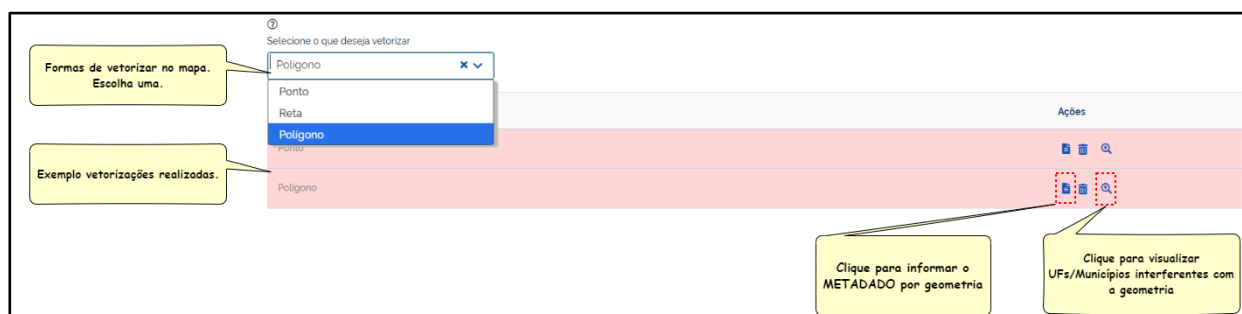 Selecione o que deseja vetorizar
Formas de vetorizar no mapa.
Escolha uma.
Polígono
Ponto
Reta
Polígono
Ações
Ponto
Exemplo vetorizações realizadas.
Polígono
Clique para informar o
METADADO por geometria
Clique para visualizar
UFs/Municípios interferentes com
a geometria